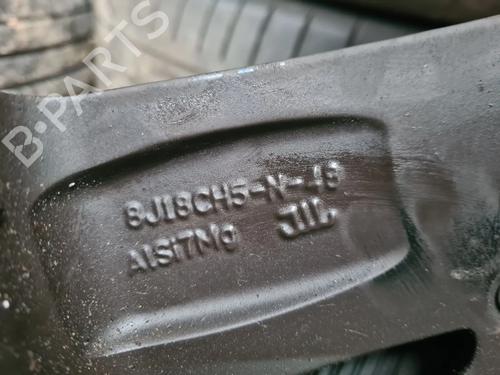 B-PARTS
8J18CH5-N-48
AlSi7Mg JIL